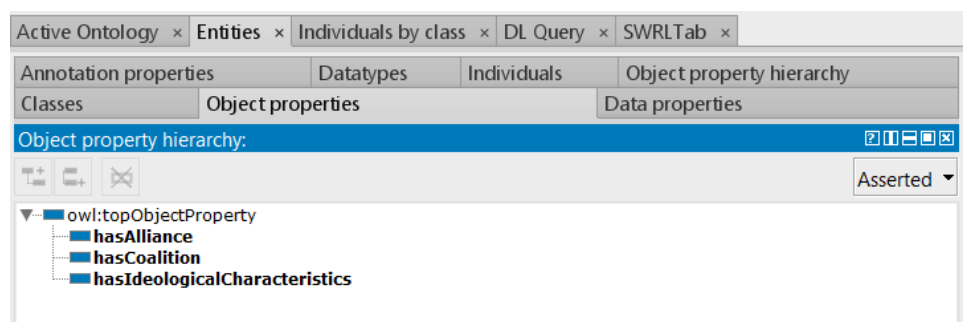 Active Ontology × Entities × Individuals by class × DL Query × SWRLTab ×
Annotation properties Datatypes Individuals Object property hierarchy
Classes Object properties Data properties
Object property hierarchy:
Asserted
owl:topObjectProperty
hasAlliance
hasCoalition
hasIdeologicalCharacteristics